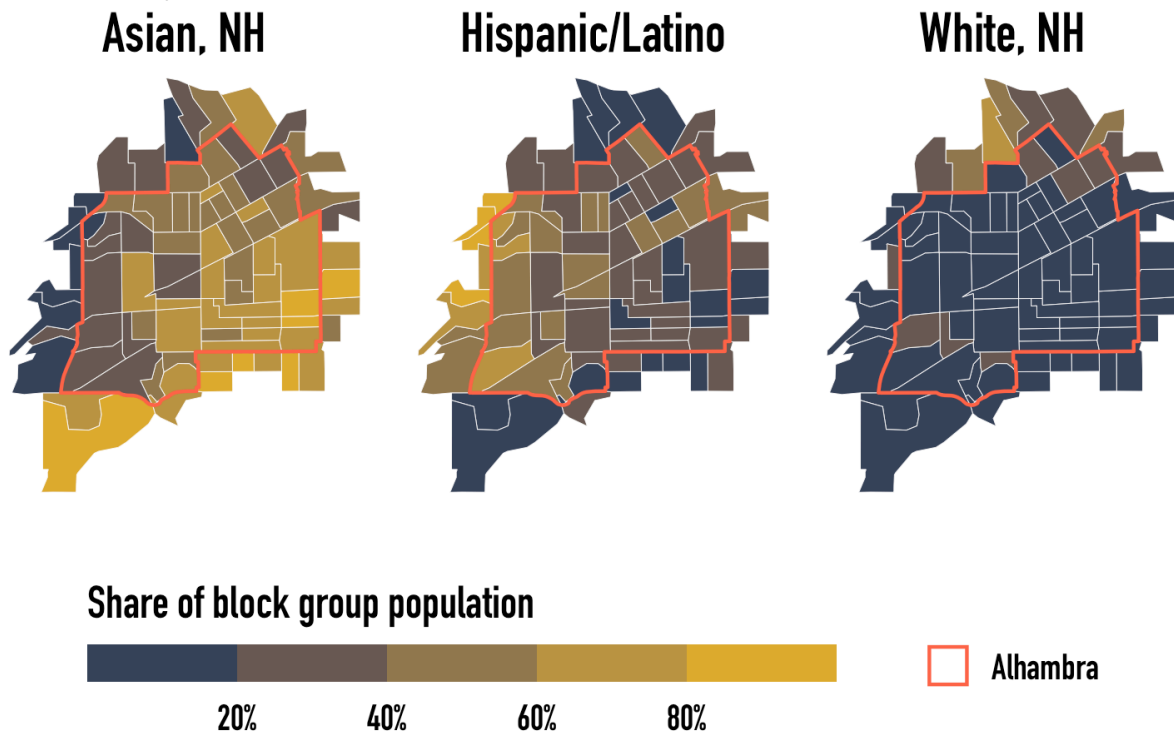 Asian, NH
Hispanic/Latino
White, NH
Share of block group population
20%
40%
60%
80%
Alhambra